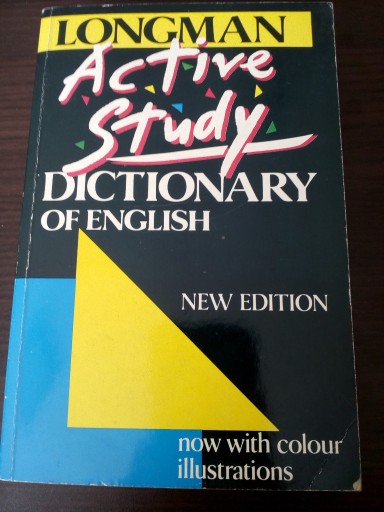 LONGMAN
Active
Study
DICTIONARY
OF ENGLISH
NEW EDITION
now with colour
illustrations